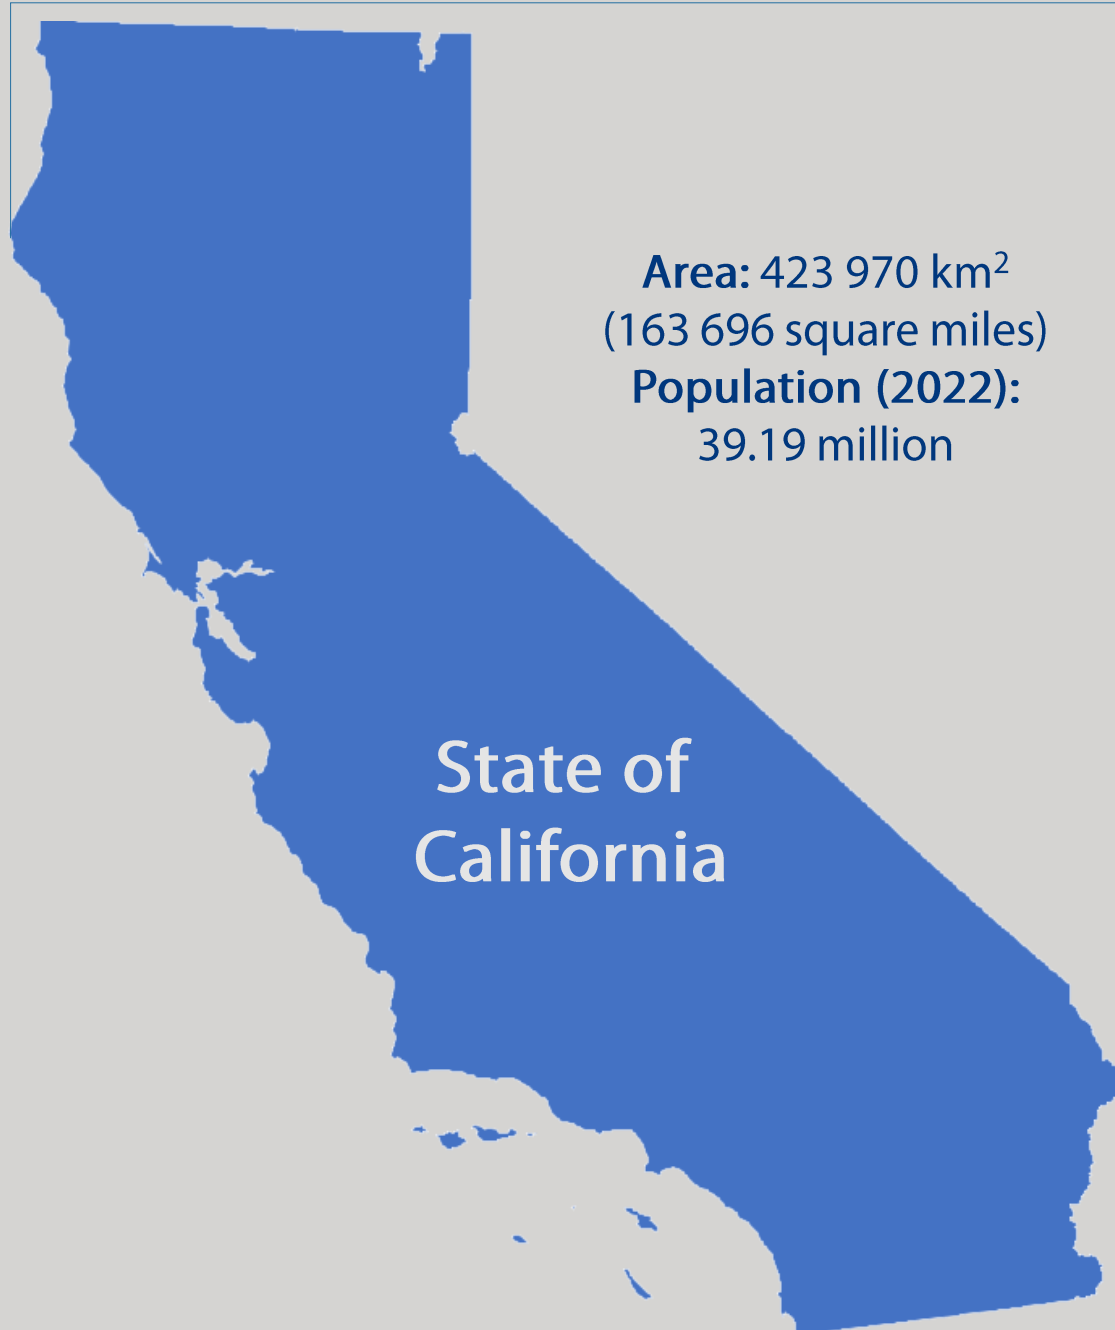 Area: 423 970 km²
(163 696 square miles)
Population (2022):
39.19 million
State of
California